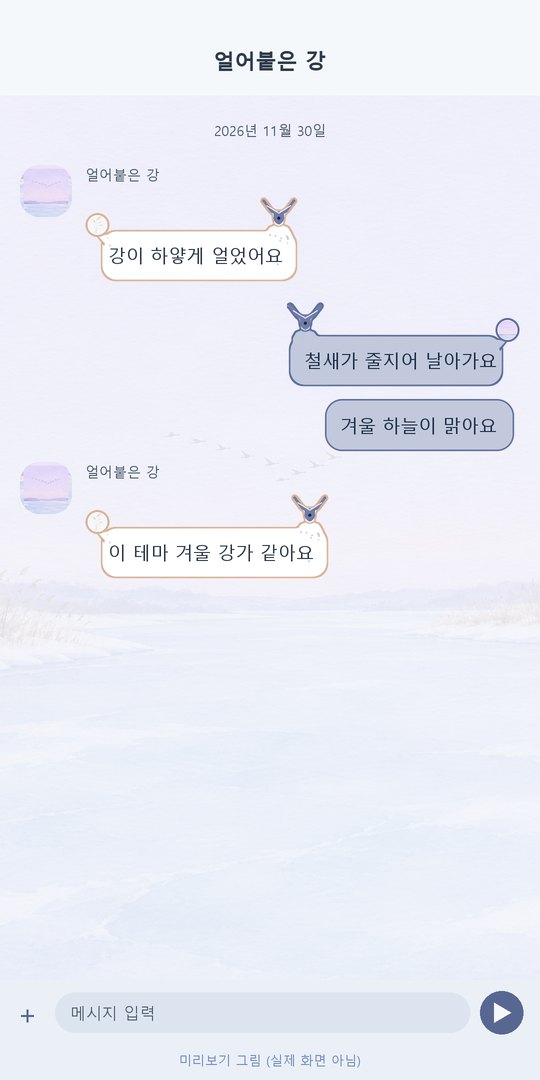 얼어붙은 강
2026년 11월 30일
얼어붙은 강
강이 하얗게 얼었어요
철새가 줄지어 날아가요
겨울 하늘이 맑아요
얼어붙은 강
이 테마 겨울 강가 같아요
+ 메시지 입력
미리보기 그림 (실제 화면 아님)